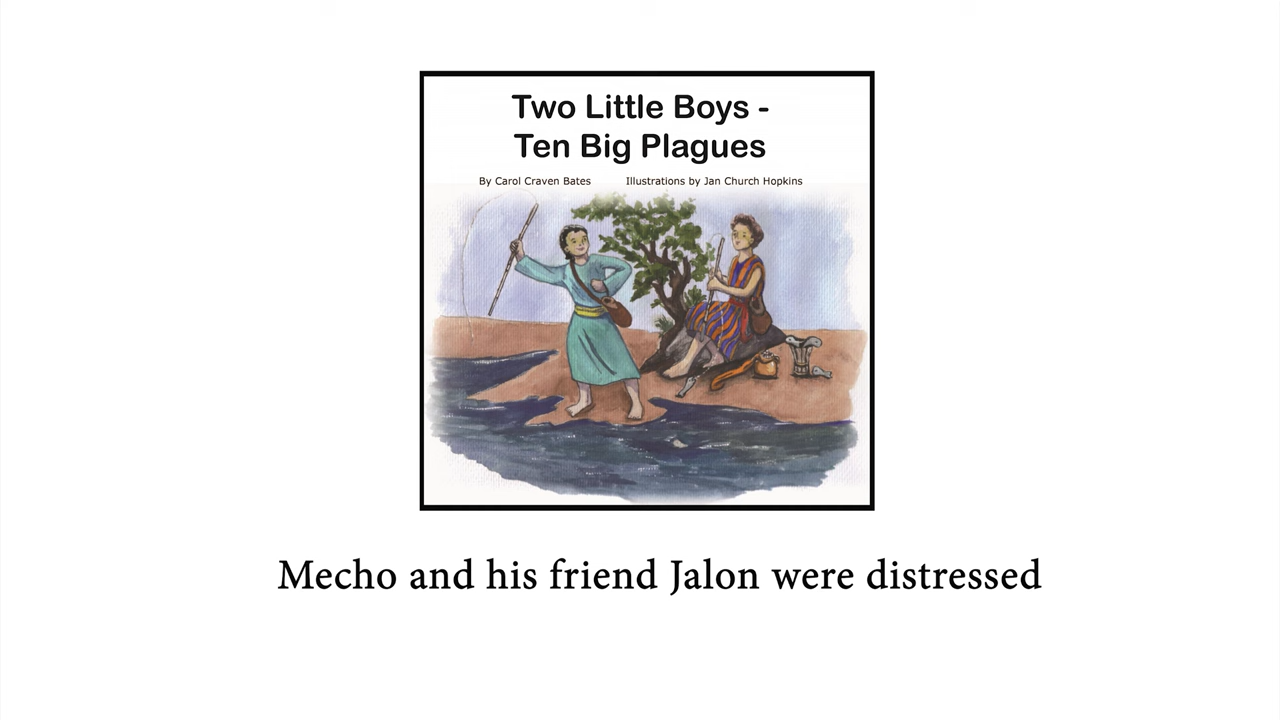 Two Little Boys -
Ten Big Plagues
By Carol Craven Bates Illustrations by Jan Church Hopkins
Mecho and his friend Jalon were distressed